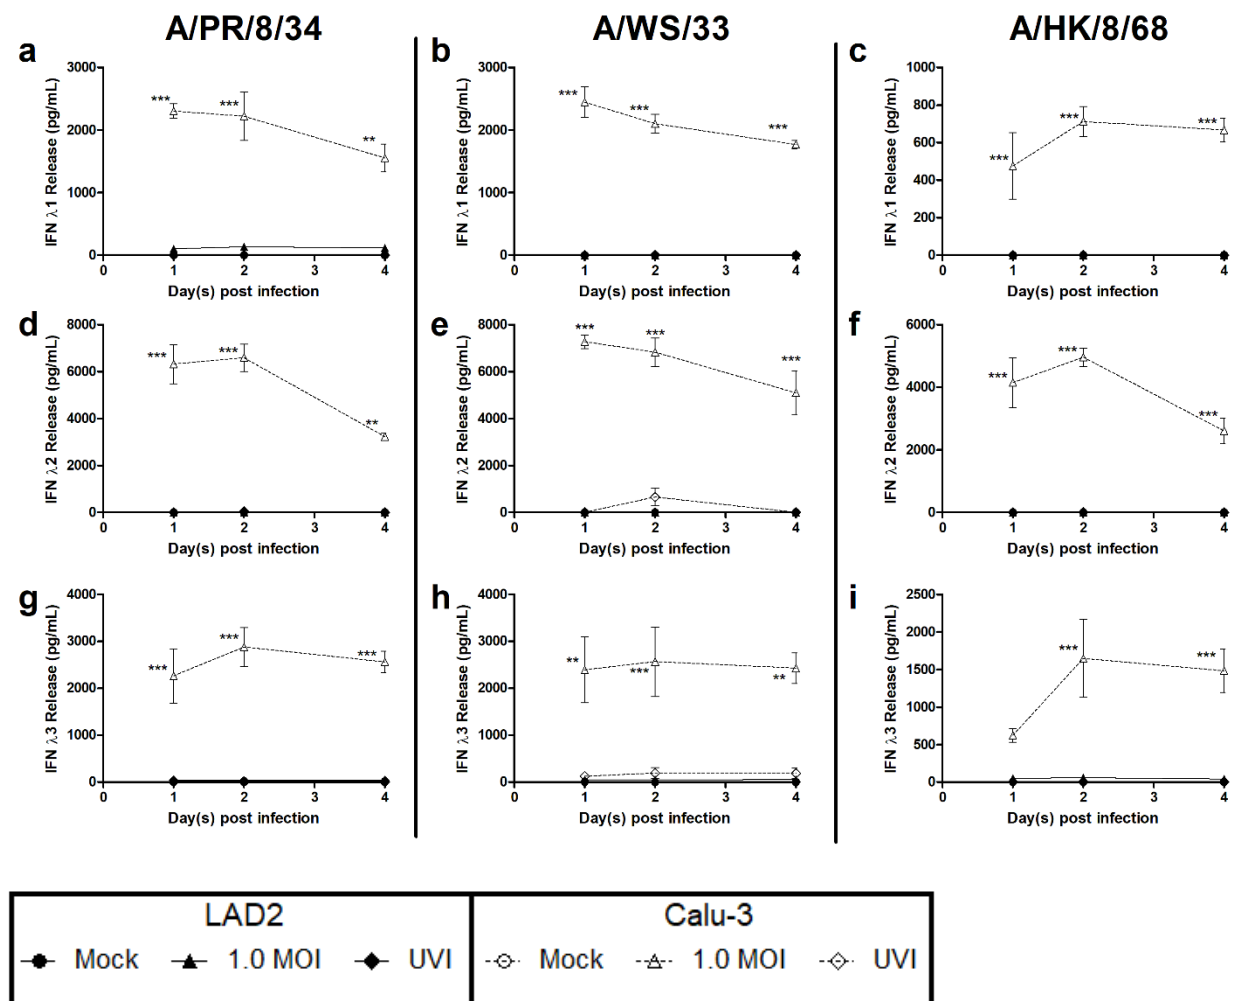 A/PR/8/34 A/WS/33 A/HK/8/68
a
IFN λ1 Release (pg/mL)
3000
2000
1000
0
*** *** **
0 1 2 3 4
Day(s) post infection
b
IFN λ1 Release (pg/mL)
3000
2000
1000
0
*** *** ***
0 1 2 3 4
Day(s) post infection
c
IFN λ1 Release (pg/mL)
1000
800
600
400
200
0
*** *** ***
0 1 2 3 4
Day(s) post infection
d
IFN λ2 Release (pg/mL)
8000
6000
4000
2000
0
*** *** **
0 1 2 3 4
Day(s) post infection
e
IFN λ2 Release (pg/mL)
8000
6000
4000
2000
0
*** *** ***
0 1 2 3 4
Day(s) post infection
f
IFN λ2 Release (pg/mL)
6000
4000
2000
0
*** *** ***
0 1 2 3 4
Day(s) post infection
g
IFN λ3 Release (pg/mL)
4000
3000
2000
1000
0
*** *** ***
0 1 2 3 4
Day(s) post infection
h
IFN λ3 Release (pg/mL)
4000
3000
2000
1000
0
** *** **
0 1 2 3 4
Day(s) post infection
i
IFN λ3 Release (pg/mL)
2500
2000
1500
1000
500
0
*** ***
0 1 2 3 4
Day(s) post infection
LAD2
Mock 1.0 MOI UVI
Calu-3
Mock 1.0 MOI UVI